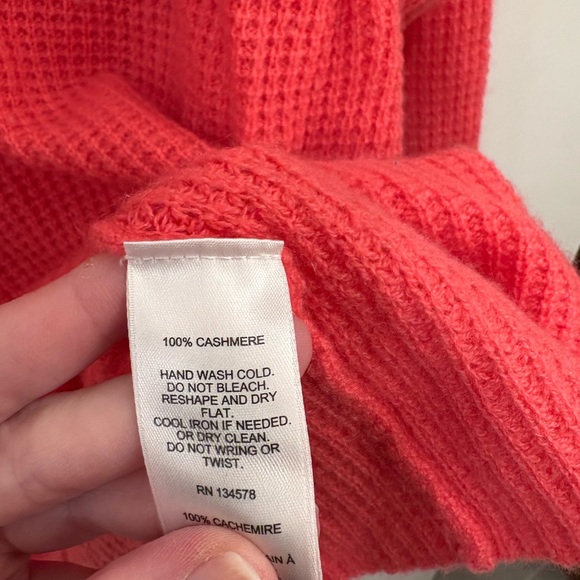 100% CASHMERE
HAND WASH COLD.
DO NOT BLEACH.
RESHAPE AND DRY
FLAT.
COOL IRON IF NEEDED.
OR DRY CLEAN.
DO NOT WRING OR
TWIST.
RN 134578
100% CACHEMIRE
À